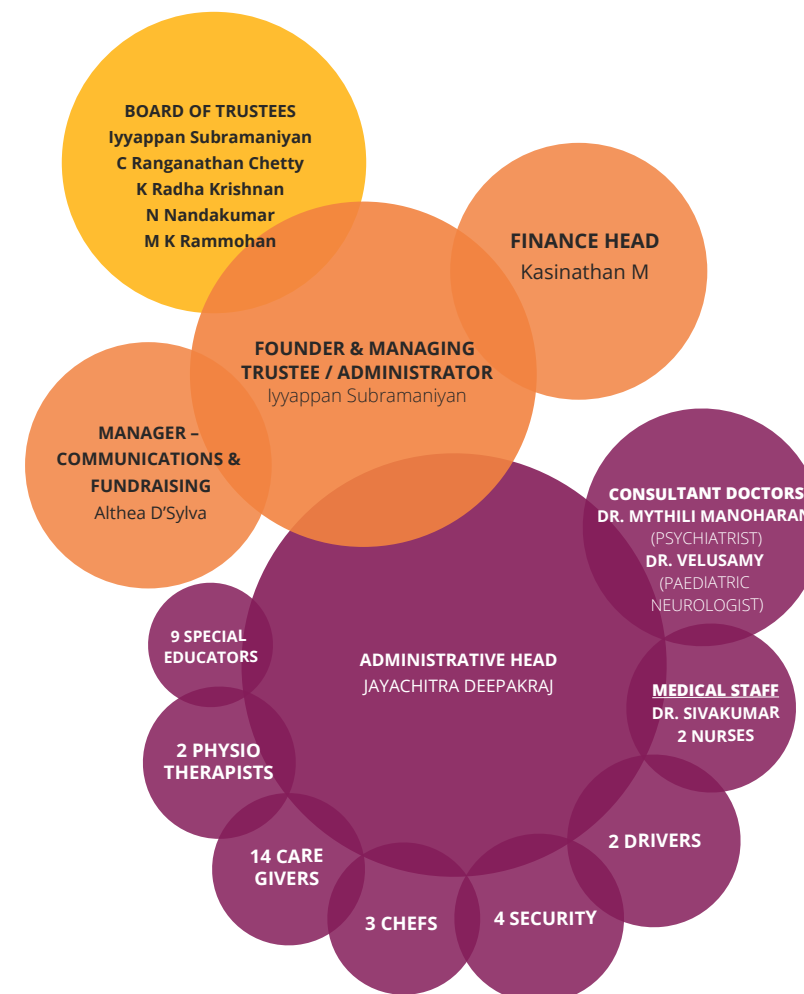 BOARD OF TRUSTEES
Iyyappan Subramaniyan
C Ranganathan Chetty
K Radha Krishnan
N Nandakumar
M K Rammohan
FINANCE HEAD
Kasinathan M
FOUNDER & MANAGING
TRUSTEE / ADMINISTRATOR
Iyyappan Subramaniyan
MANAGER –
COMMUNICATIONS &
FUNDRAISING
Althea D’Sylva
CONSULTANT DOCTORS
DR. MYTHILI MANOHARAN
(PSYCHIATRIST)
DR. VELUSAMY
(PAEDIATRIC
NEUROLOGIST)
9 SPECIAL
EDUCATORS
ADMINISTRATIVE HEAD
JAYACHITRA DEEPAKRAJ
MEDICAL STAFF
DR. SIVAKUMAR
2 NURSES
2 PHYSIO
THERAPISTS
2 DRIVERS
14 CARE
GIVERS
3 CHEFS
4 SECURITY